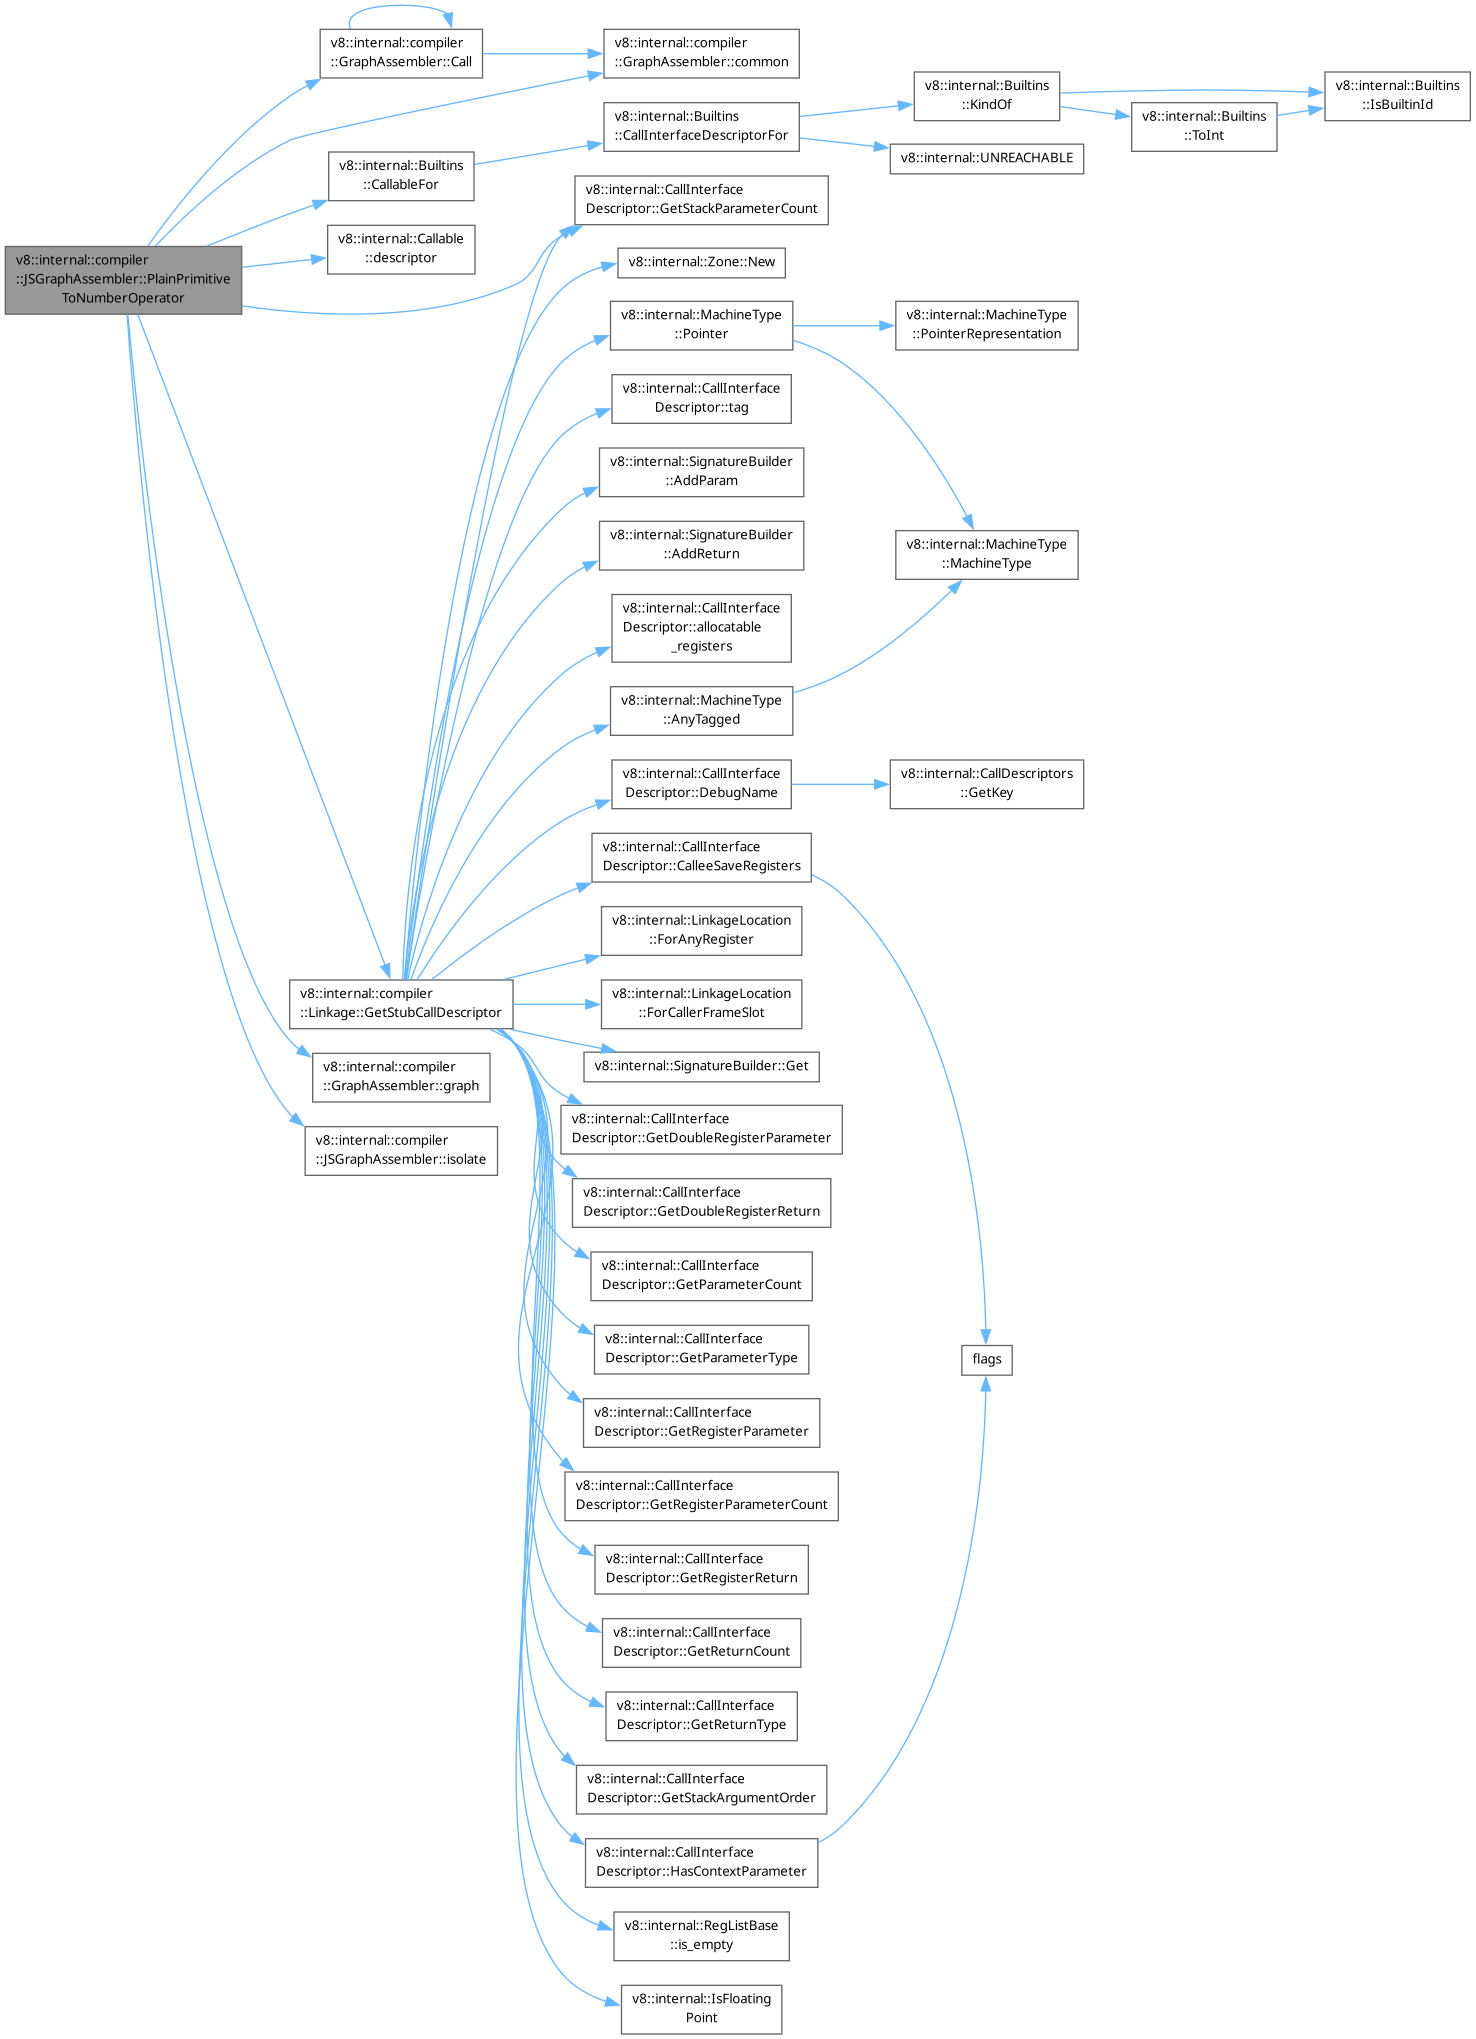 v8::internal::compiler
::JSGraphAssembler::PlainPrimitive
ToNumberOperator
v8::internal::compiler
::GraphAssembler::Call
v8::internal::compiler
::GraphAssembler::common
v8::internal::Builtins
::CallableFor
v8::internal::Builtins
::CallInterfaceDescriptorFor
v8::internal::Builtins
::KindOf
v8::internal::Builtins
::IsBuiltinId
v8::internal::Builtins
::ToInt
v8::internal::UNREACHABLE
v8::internal::Callable
::descriptor
v8::internal::CallInterface
Descriptor::GetStackParameterCount
v8::internal::compiler
::Linkage::GetStubCallDescriptor
v8::internal::Zone::New
v8::internal::MachineType
::Pointer
v8::internal::MachineType
::PointerRepresentation
v8::internal::MachineType
::MachineType
v8::internal::CallInterface
Descriptor::tag
v8::internal::SignatureBuilder
::AddParam
v8::internal::SignatureBuilder
::AddReturn
v8::internal::CallInterface
Descriptor::allocatable
_registers
v8::internal::MachineType
::AnyTagged
v8::internal::CallInterface
Descriptor::DebugName
v8::internal::CallDescriptors
::GetKey
v8::internal::CallInterface
Descriptor::CalleeSaveRegisters
flags
v8::internal::LinkageLocation
::ForAnyRegister
v8::internal::LinkageLocation
::ForCallerFrameSlot
v8::internal::SignatureBuilder::Get
v8::internal::CallInterface
Descriptor::GetDoubleRegisterParameter
v8::internal::CallInterface
Descriptor::GetDoubleRegisterReturn
v8::internal::CallInterface
Descriptor::GetParameterCount
v8::internal::CallInterface
Descriptor::GetParameterType
v8::internal::CallInterface
Descriptor::GetRegisterParameter
v8::internal::CallInterface
Descriptor::GetRegisterParameterCount
v8::internal::CallInterface
Descriptor::GetRegisterReturn
v8::internal::CallInterface
Descriptor::GetReturnCount
v8::internal::CallInterface
Descriptor::GetReturnType
v8::internal::CallInterface
Descriptor::GetStackArgumentOrder
v8::internal::CallInterface
Descriptor::HasContextParameter
v8::internal::RegListBase
::is_empty
v8::internal::IsFloating
Point
v8::internal::compiler
::GraphAssembler::graph
v8::internal::compiler
::JSGraphAssembler::isolate